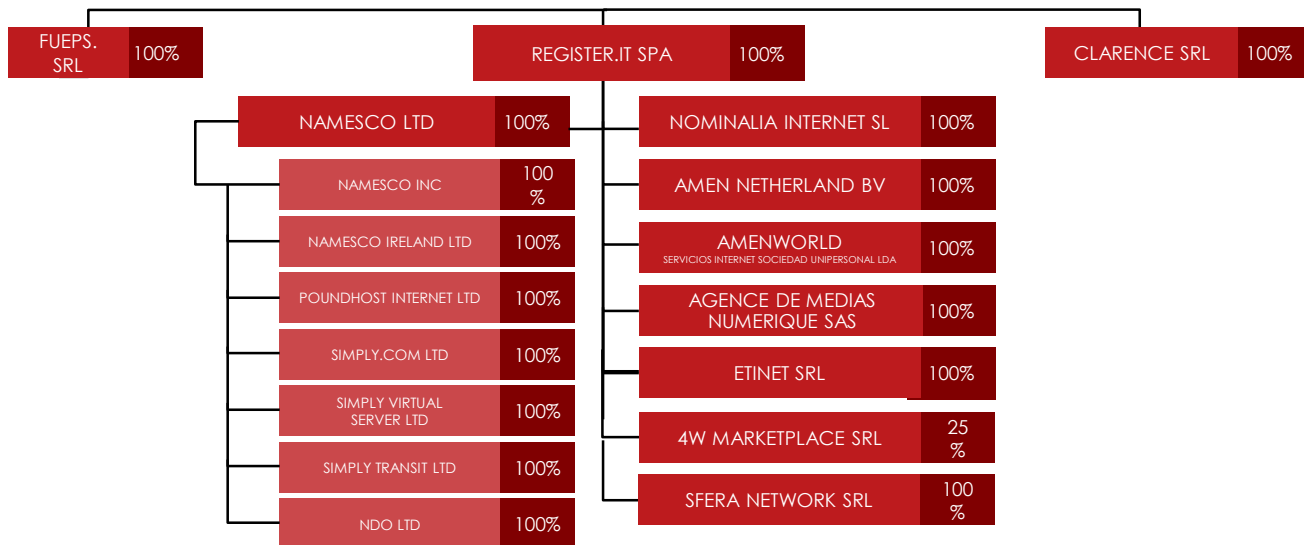 FUEPS.
SRL
100%
REGISTER.IT SPA
100%
CLARENCE SRL
100%
NAMESCO LTD
100%
NAMESCO INC
100
%
NAMESCO IRELAND LTD
100%
POUNDHOST INTERNET LTD
100%
SIMPLY.COM LTD
100%
SIMPLY VIRTUAL
SERVER LTD
100%
SIMPLY TRANSIT LTD
100%
NDO LTD
100%
NOMINALIA INTERNET SL
100%
AMEN NETHERLAND BV
100%
AMENWORLD
SERVICIOS INTERNET SOCIEDAD UNIPERSONAL LDA
100%
AGENCE DE MEDIAS
NUMERIQUE SAS
100%
ETINET SRL
100%
4W MARKETPLACE SRL
25
%
SFERA NETWORK SRL
100
%